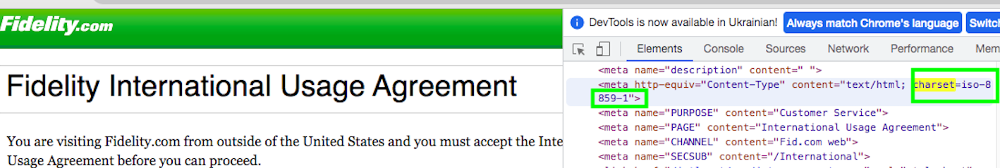 Fidelity.com
Fidelity International Usage Agreement
You are visiting Fidelity.com from outside of the United States and you must accept the Inte
Usage Agreement before you can proceed.
DevTools is now available in Ukrainian! Always match Chrome's language Switch
Elements Console Sources Network Performance Mem
<meta name="description" content=" ">
<meta http-equiv="Content-Type" content="text/html; charset=iso-8
859-1">
<meta name="PURPOSE" content="Customer Service">
<meta name="PAGE" content="International Usage Agreement">
<meta name="CHANNEL" content="Fid.com web">
<meta name="SECSUB" content="/International">